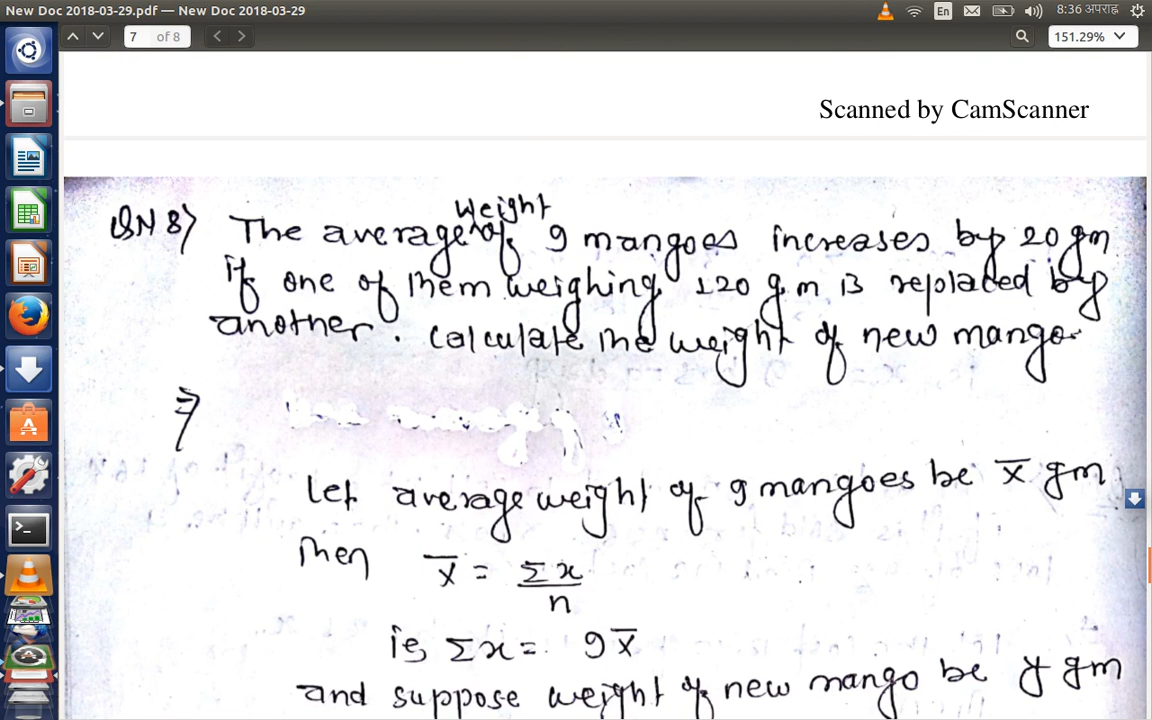 New Doc 2018-03-29.pdf — New Doc 2018-03-29
En
8:36 अपराह्न
7 of 8
151.29%
Scanned by CamScanner
QN 8) The average weight of 9 mangoes increases by 20 gm
if one of them weighing 120 gm is replaced by
another. Calculate the weight of new mango.
⇒
Let average weight of 9 mangoes be x̅ gm
Then x̅ = Σx/n
ie, Σx = 9x̅
and suppose weight of new mango be y gm